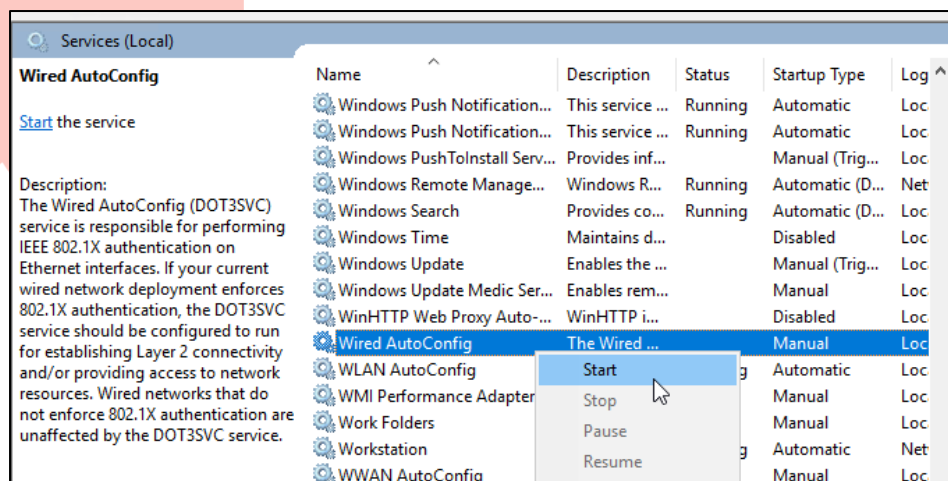 Services (Local)
Wired AutoConfig
Start the service
Description:
The Wired AutoConfig (DOT3SVC)
service is responsible for performing
IEEE 802.1X authentication on
Ethernet interfaces. If your current
wired network deployment enforces
802.1X authentication, the DOT3SVC
service should be configured to run
for establishing Layer 2 connectivity
and/or providing access to network
resources. Wired networks that do
not enforce 802.1X authentication are
unaffected by the DOT3SVC service.
Name Description Status Startup Type Log
Windows Push Notification... This service ... Running Automatic Loc
Windows Push Notification... This service ... Running Automatic Loc
Windows PushToInstall Serv... Provides inf... Manual (Trig... Loc
Windows Remote Manage... Windows R... Running Automatic (D... Net
Windows Search Provides co... Running Automatic (D... Loc
Windows Time Maintains d... Disabled Loc
Windows Update Enables the ... Manual (Trig... Loc
Windows Update Medic Ser... Enables rem... Manual Loc
WinHTTP Web Proxy Auto-... WinHTTP i... Disabled Loc
Wired AutoConfig The Wired ... Manual Loc
WLAN AutoConfig g Automatic Loc
WMI Performance Adapter Manual Loc
Work Folders Manual Loc
Workstation g Automatic Net
WWAN AutoConfig Manual Loc
Start
Stop
Pause
Resume